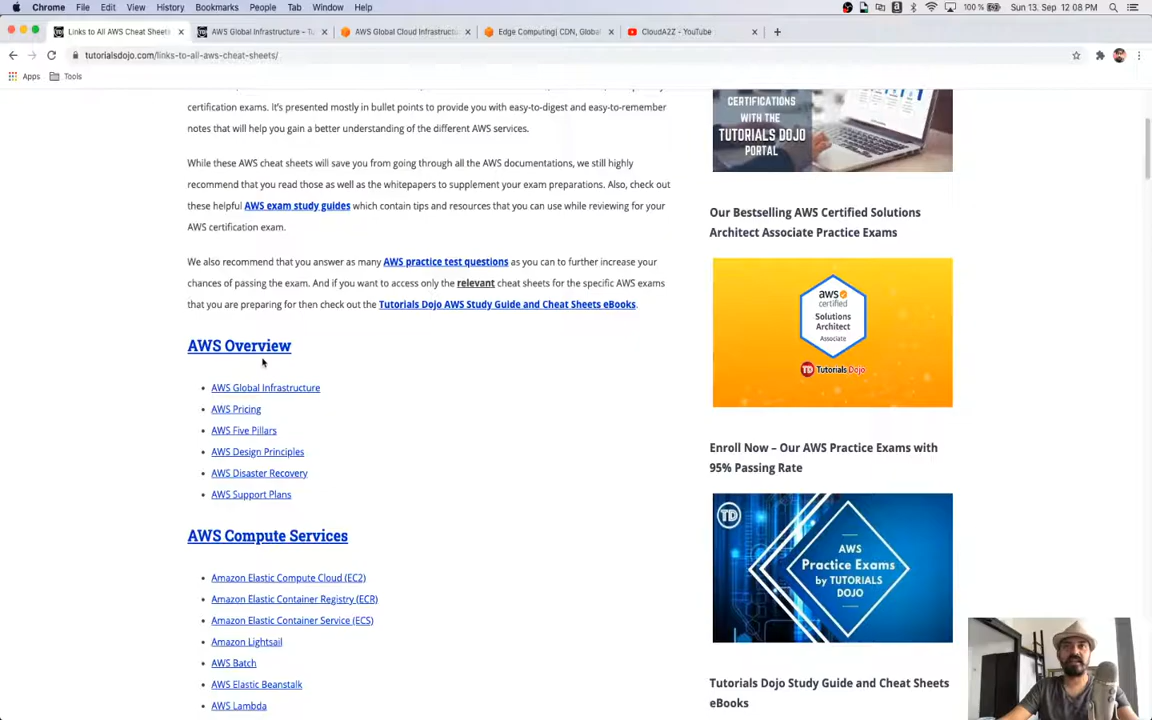 Chrome File Edit View History Bookmarks People Tab Window Help
100 % Sun 13. Sep 12:08 PM
Links to All AWS Cheat Sheets
AWS Global Infrastructure - Tu
AWS Global Cloud Infrastructu
Edge Computing| CDN, Global
CloudA2Z - YouTube
tutorialsdojo.com/links-to-all-aws-cheat-sheets/
Apps Tools
certification exams. It's presented mostly in bullet points to provide you with easy-to-digest and easy-to-remember
notes that will help you gain a better understanding of the different AWS services.
While these AWS cheat sheets will save you from going through all the AWS documentations, we still highly
recommend that you read those as well as the whitepapers to supplement your exam preparations. Also, check out
these helpful AWS exam study guides which contain tips and resources that you can use while reviewing for your
AWS certification exam.
We also recommend that you answer as many AWS practice test questions as you can to further increase your
chances of passing the exam. And if you want to access only the relevant cheat sheets for the specific AWS exams
that you are preparing for then check out the Tutorials Dojo AWS Study Guide and Cheat Sheets eBooks.
AWS Overview
AWS Global Infrastructure
AWS Pricing
AWS Five Pillars
AWS Design Principles
AWS Disaster Recovery
AWS Support Plans
AWS Compute Services
Amazon Elastic Compute Cloud (EC2)
Amazon Elastic Container Registry (ECR)
Amazon Elastic Container Service (ECS)
Amazon Lightsail
AWS Batch
AWS Elastic Beanstalk
AWS Lambda
CERTIFICATIONS
WITH THE
TUTORIALS DOJO
PORTAL
Our Bestselling AWS Certified Solutions
Architect Associate Practice Exams
aws
certified
Solutions
Architect
Associate
TD Tutorials Dojo
Enroll Now – Our AWS Practice Exams with
95% Passing Rate
TD
AWS
Practice Exams
by TUTORIALS
DOJO
Tutorials Dojo Study Guide and Cheat Sheets
eBooks